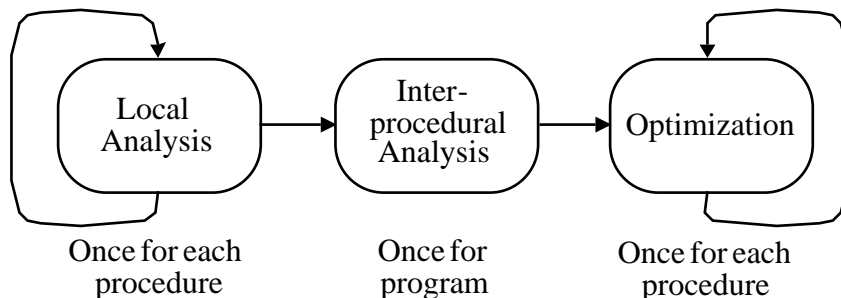 Local
Analysis
Inter-
procedural
Analysis
Optimization
Once for each
procedure
Once for
program
Once for each
procedure